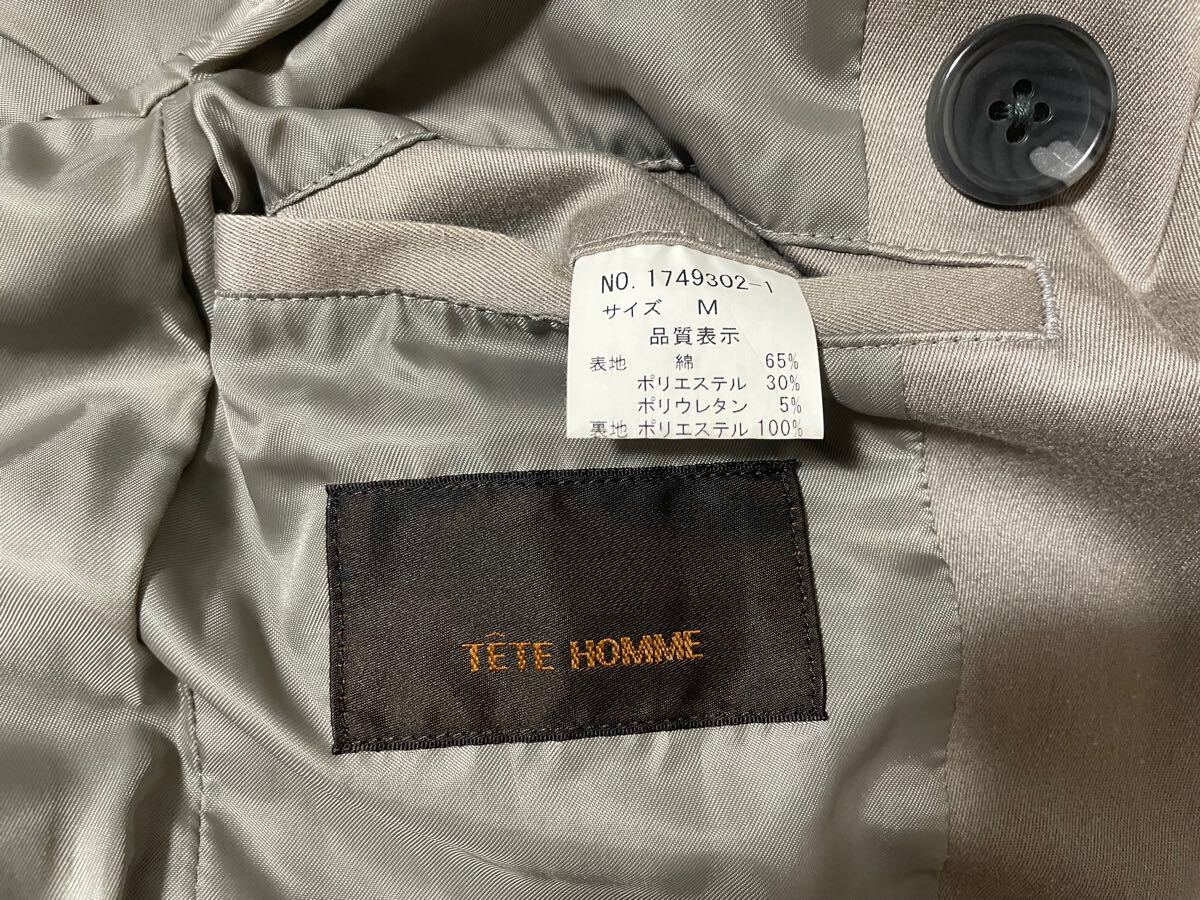 NO. 1749302-1
サイズ M
品質表示
表地 綿 65%
ポリエステル 30%
ポリウレタン 5%
裏地 ポリエステル 100%
TÊTE HOMME